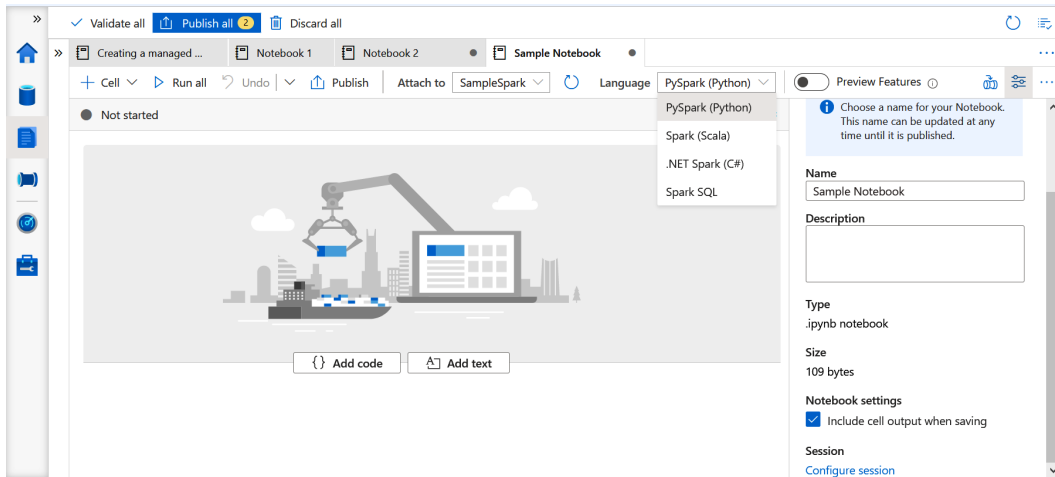 Validate all Publish all 2 Discard all
Creating a managed ... Notebook 1 Notebook 2 Sample Notebook
Cell Run all Undo Publish Attach to SampleSpark Language PySpark (Python) Preview Features
Not started
PySpark (Python)
Spark (Scala)
.NET Spark (C#)
Spark SQL
Add code Add text
Choose a name for your Notebook.
This name can be updated at any
time until it is published.
Name
Sample Notebook
Description
Type
.ipynb notebook
Size
109 bytes
Notebook settings
Include cell output when saving
Session
Configure session